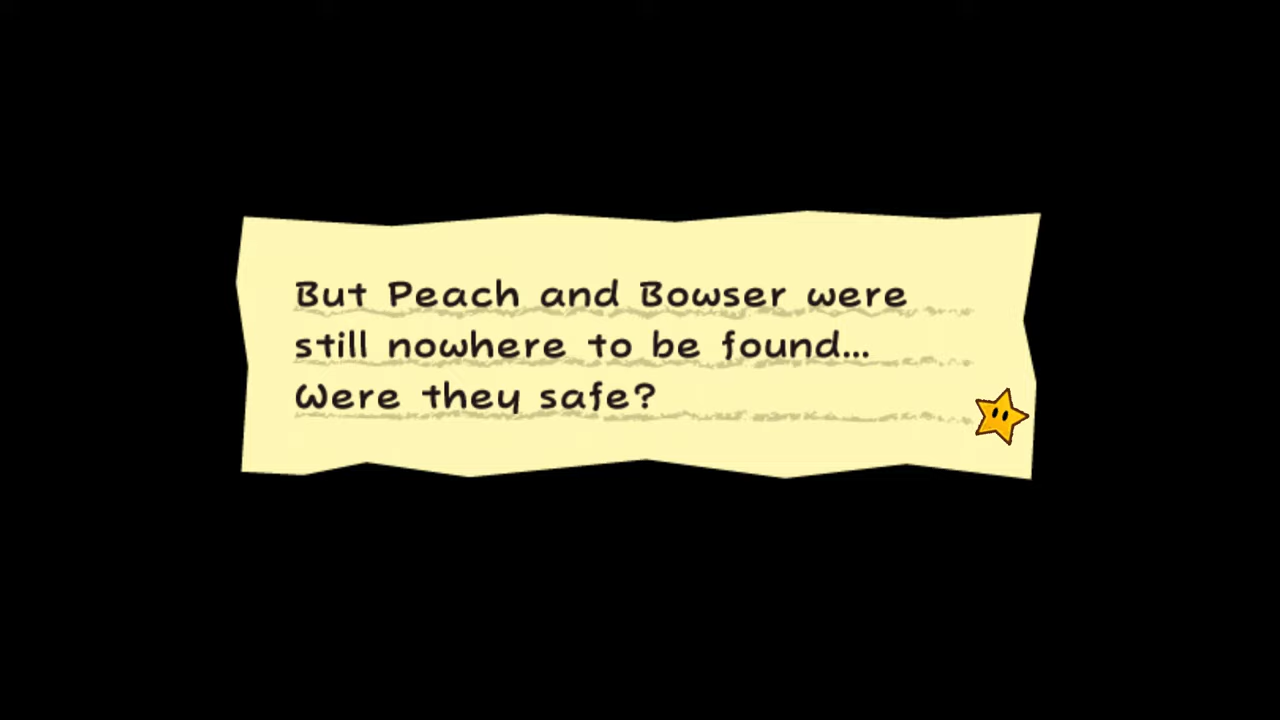 But Peach and Bowser were
still nowhere to be found...
Were they safe?